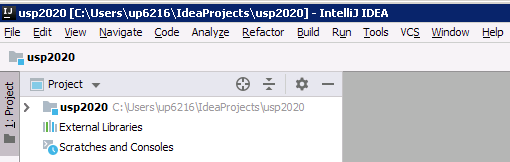 usp2020 [C:\Users\up6216\IdeaProjects\usp2020] - IntelliJ IDEA
File Edit View Navigate Code Analyze Refactor Build Run Tools VCS Window Help
usp2020
1: Project
Project
usp2020 C:\Users\up6216\IdeaProjects\usp2020
External Libraries
Scratches and Consoles